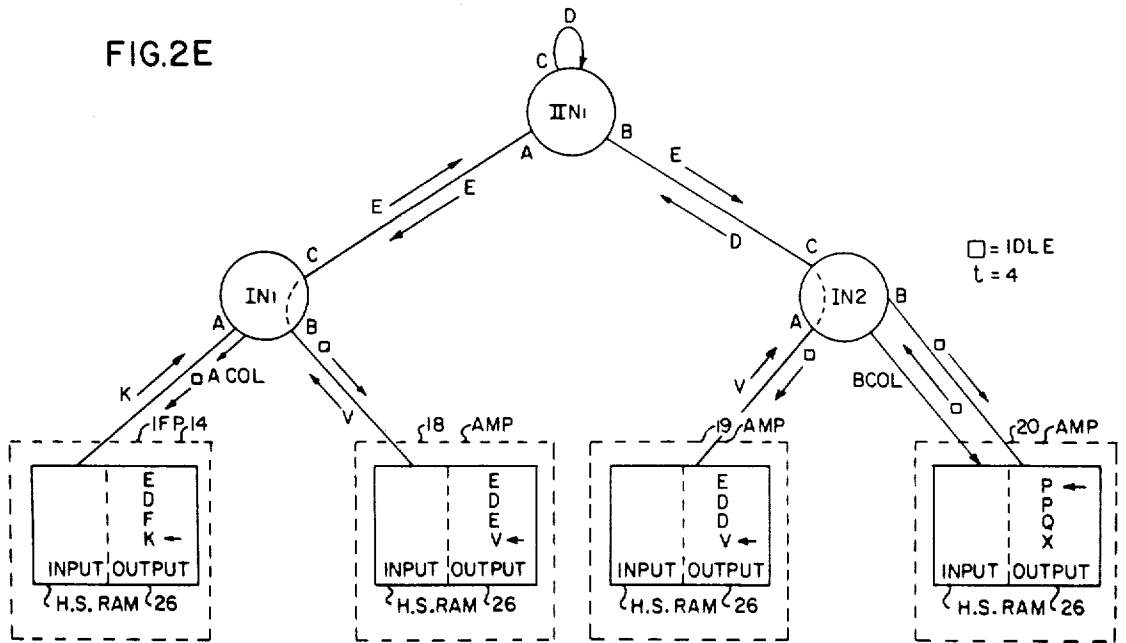 FIG.2E
D
C
IIN1
A
B
E
E
E
D
C
C
□ = IDLE
t = 4
IN1
IN2
A
B
A
B
K
□ A COL
□
V
V
□
BCOL
□
□
IFP 14
18 AMP
19 AMP
20 AMP
E
D
F
K ←
E
D
E
V ←
E
D
D
V ←
P ←
P
Q
X
INPUT OUTPUT
INPUT OUTPUT
INPUT OUTPUT
INPUT OUTPUT
H.S. RAM 26
H.S. RAM 26
H.S. RAM 26
H.S. RAM 26